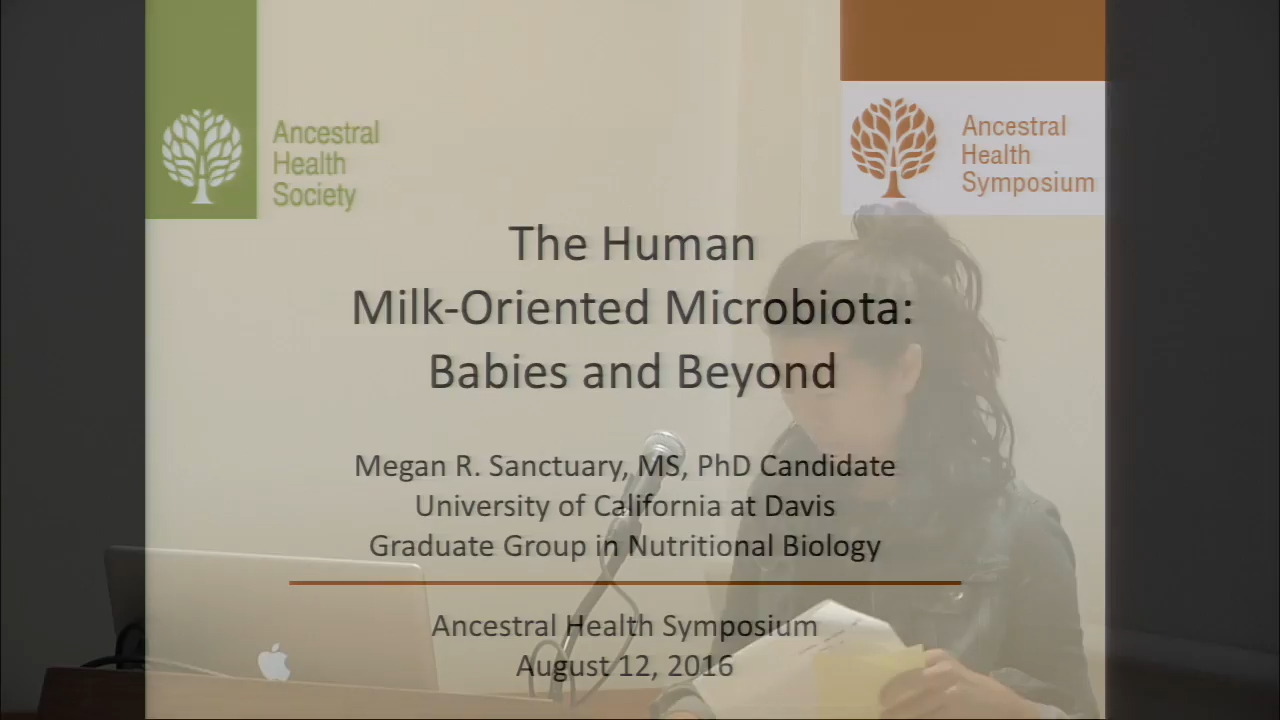 Ancestral
Health
Society
Ancestral
Health
Symposium
The Human
Milk-Oriented Microbiota:
Babies and Beyond
Megan R. Sanctuary, MS, PhD Candidate
University of California at Davis
Graduate Group in Nutritional Biology
Ancestral Health Symposium
August 12, 2016